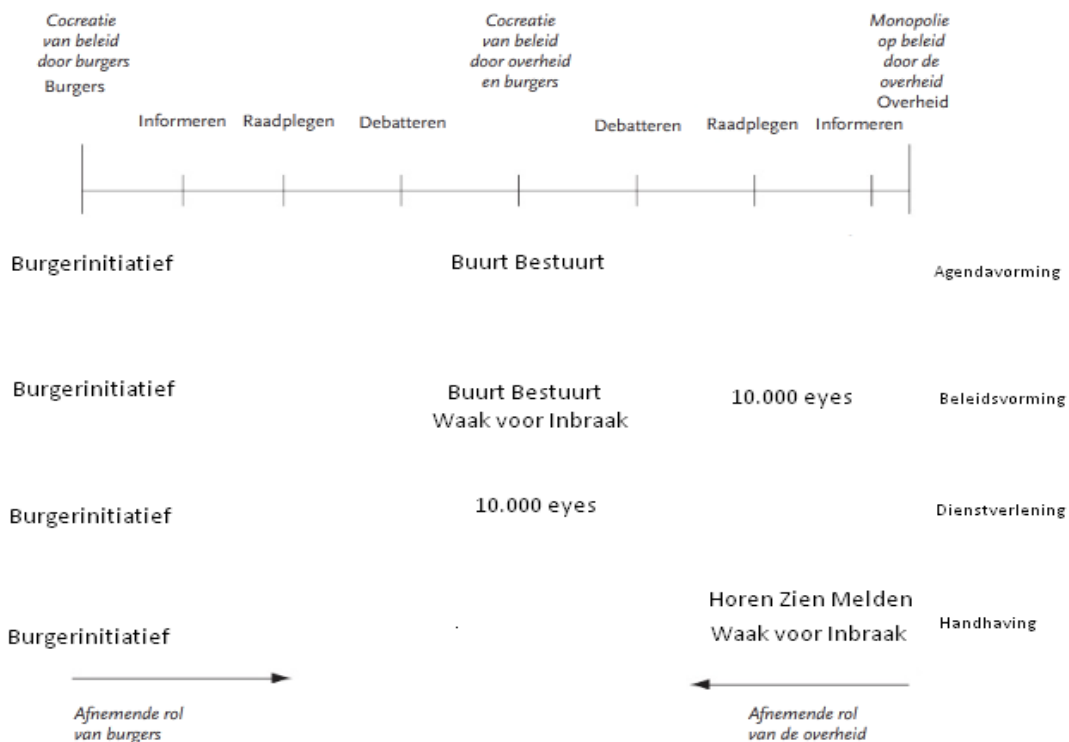 Cocreatie
van beleid
door burgers
Burgers
Cocreatie
van beleid
door overheid
en burgers
Monopolie
op beleid
door de
overheid
Overheid
Informeren Raadplegen Debatteren Debatteren Raadplegen Informeren
Burgerinitiatief Buurt Bestuurt Agendavorming
Burgerinitiatief Buurt Bestuurt 10.000 eyes Beleidsvorming
Waak voor Inbraak
Burgerinitiatief 10.000 eyes Dienstverlening
Horen Zien Melden
Burgerinitiatief Waak voor Inbraak Handhaving
Afnemende rol
van burgers
Afnemende rol
van de overheid